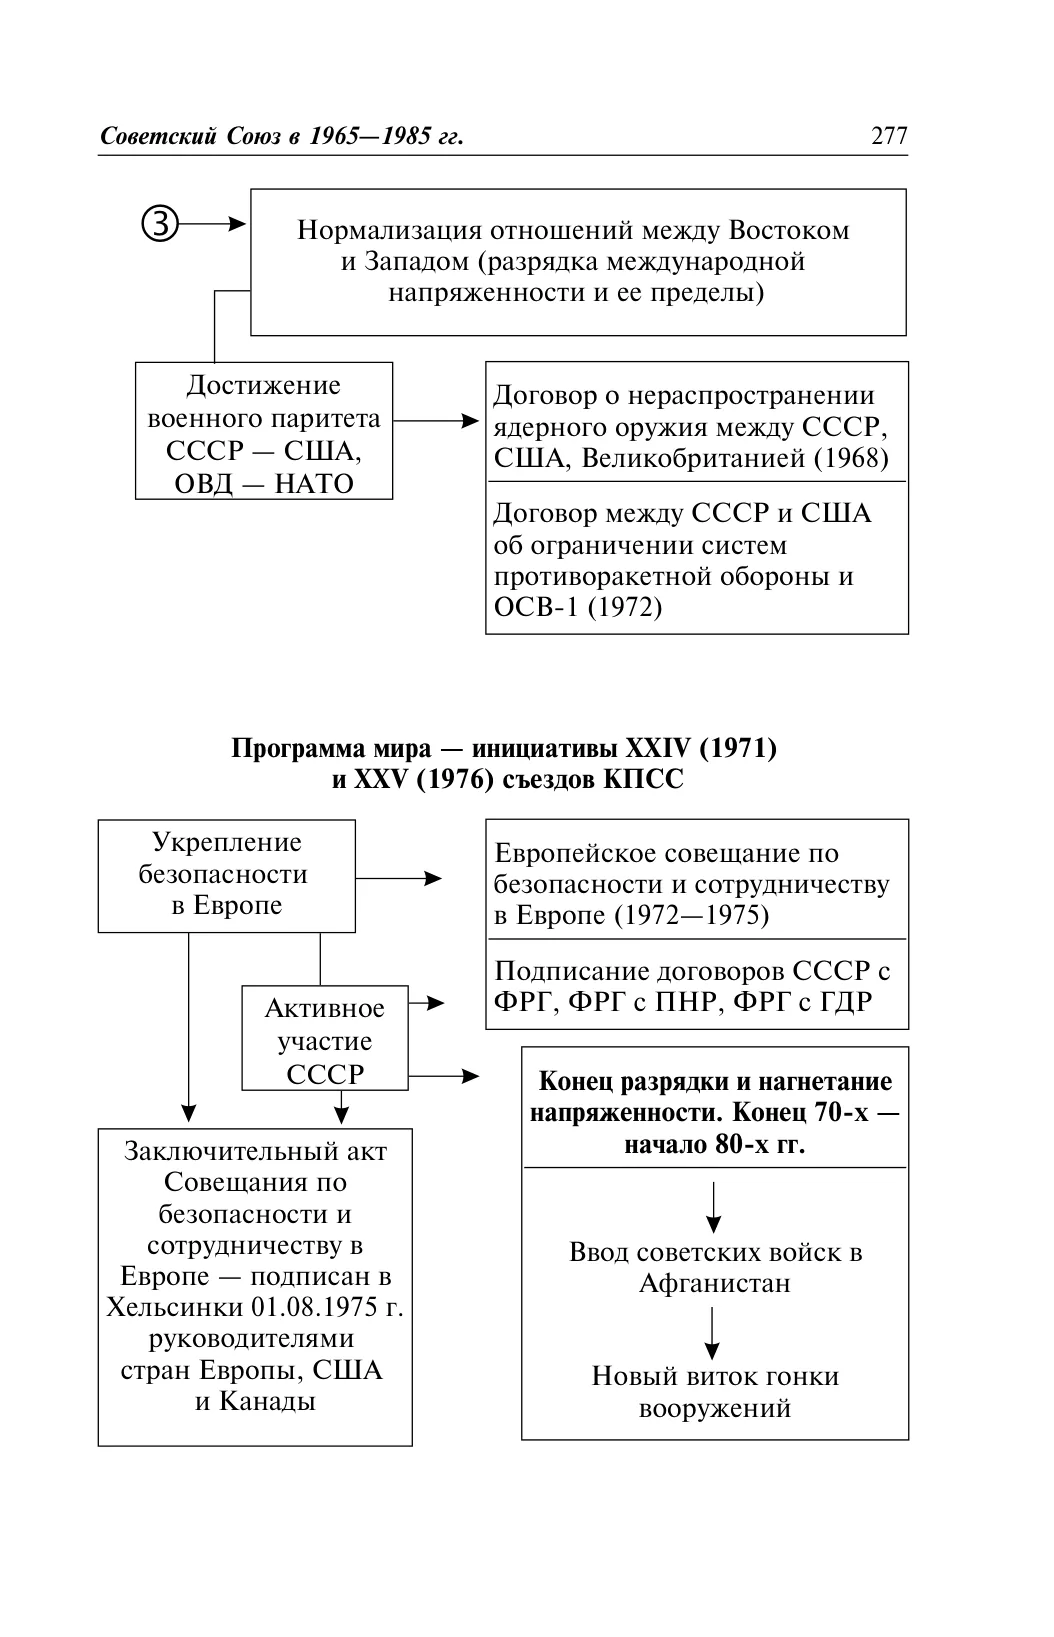 Советский Союз в 1965—1985 гг.
277
3
Нормализация отношений между Востоком
и Западом (разрядка международной
напряженности и ее пределы)
Достижение
военного паритета
СССР — США,
ОВД — НАТО
Договор о нераспространении
ядерного оружия между СССР,
США, Великобританией (1968)
Договор между СССР и США
об ограничении систем
противоракетной обороны и
ОСВ-1 (1972)
Программа мира — инициативы XXIV (1971)
и XXV (1976) съездов КПСС
Укрепление
безопасности
в Европе
Европейское совещание по
безопасности и сотрудничеству
в Европе (1972—1975)
Подписание договоров СССР с
ФРГ, ФРГ с ПНР, ФРГ с ГДР
Активное
участие
СССР
Заключительный акт
Совещания по
безопасности и
сотрудничеству в
Европе — подписан в
Хельсинки 01.08.1975 г.
руководителями
стран Европы, США
и Канады
Конец разрядки и нагнетание
напряженности. Конец 70-х —
начало 80-х гг.
Ввод советских войск в
Афганистан
Новый виток гонки
вооружений